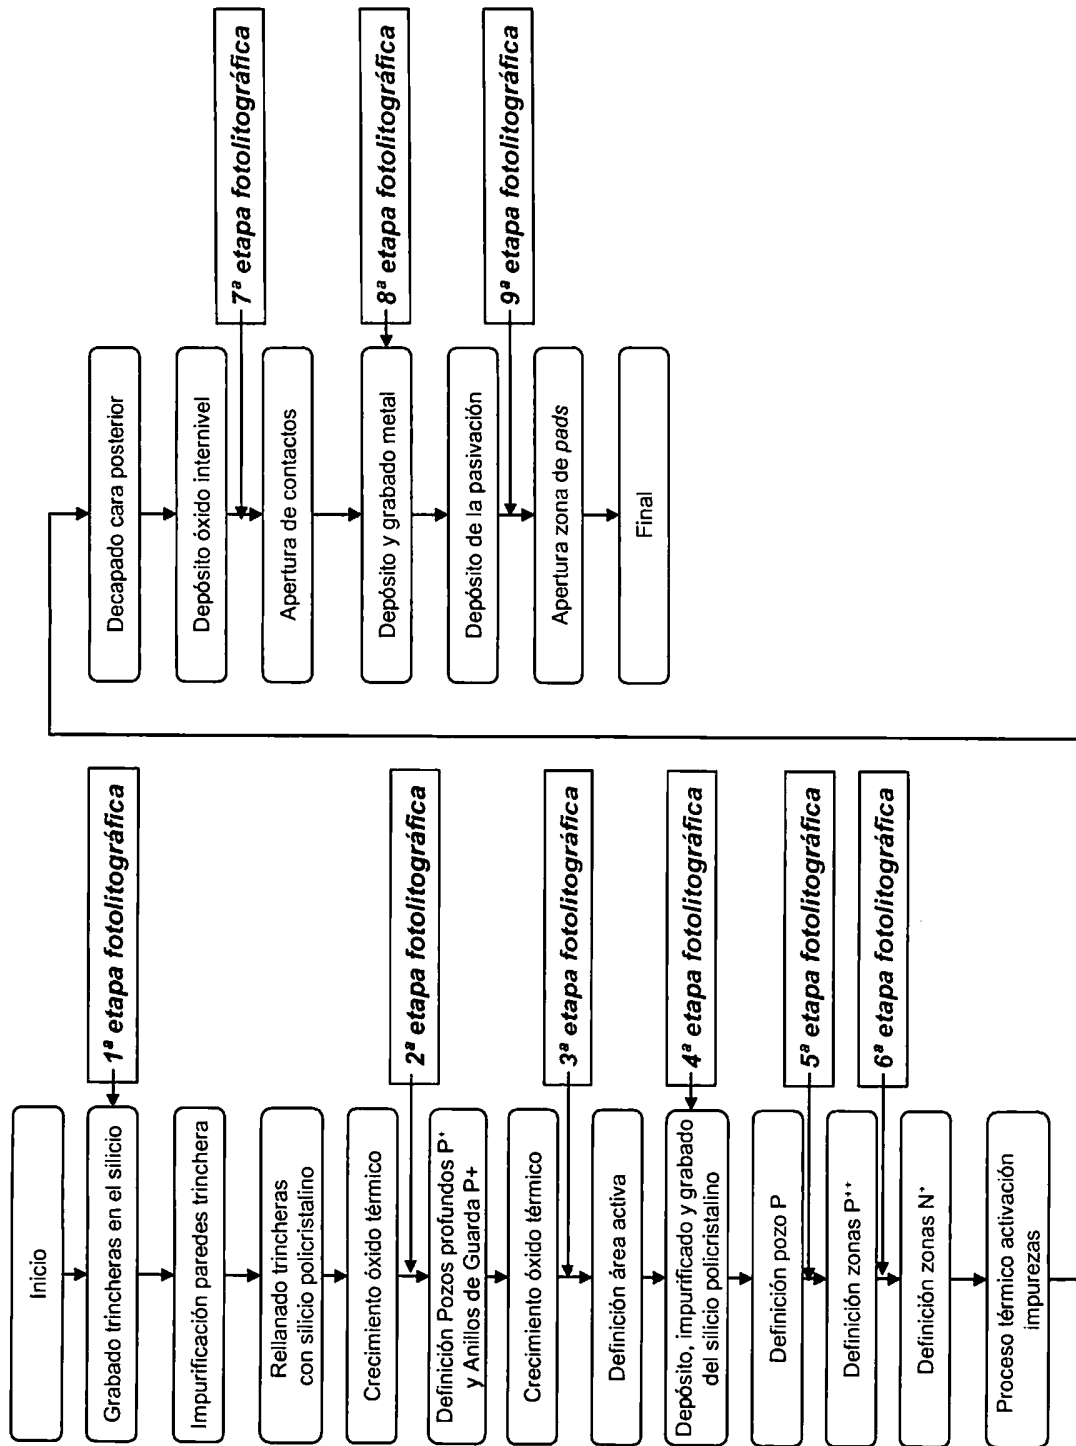 Inicio
Grabado trincheras en el silicio
1ª etapa fotolitográfica
Impurificación paredes trinchera
Rellanado trincheras
con silicio policristalino
Crecimiento óxido térmico
2ª etapa fotolitográfica
Definición Pozos profundos P⁺
y Anillos de Guarda P+
Crecimiento óxido térmico
3ª etapa fotolitográfica
Definición área activa
Depósito, impurificado y grabado
del silicio policristalino
4ª etapa fotolitográfica
Definición pozo P
5ª etapa fotolitográfica
Definición zonas P⁺⁺
6ª etapa fotolitográfica
Definición zonas N⁺
Proceso térmico activación
impurezas
Decapado cara posterior
Depósito óxido internivel
7ª etapa fotolitográfica
Apertura de contactos
Depósito y grabado metal
8ª etapa fotolitográfica
Depósito de la pasivación
9ª etapa fotolitográfica
Apertura zona de pads
Final